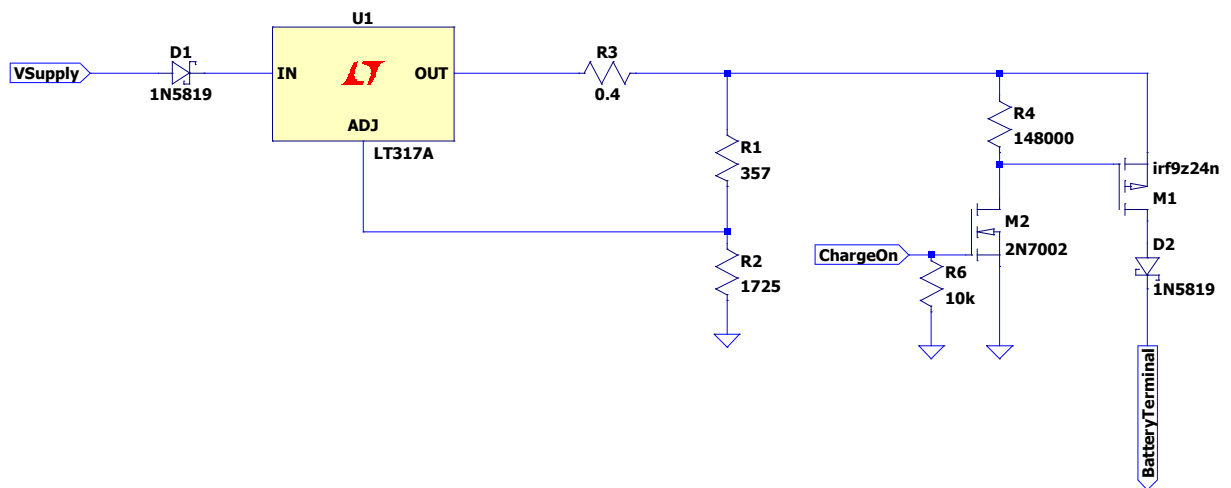 U1
D1
VSupply
IN
OUT
R3
1N5819
0.4
ADJ
LT317A
R4
148000
R1
357
irf9z24n
M1
M2
2N7002
ChargeOn
R2
1725
R6
10k
D2
1N5819
BatteryTerminal